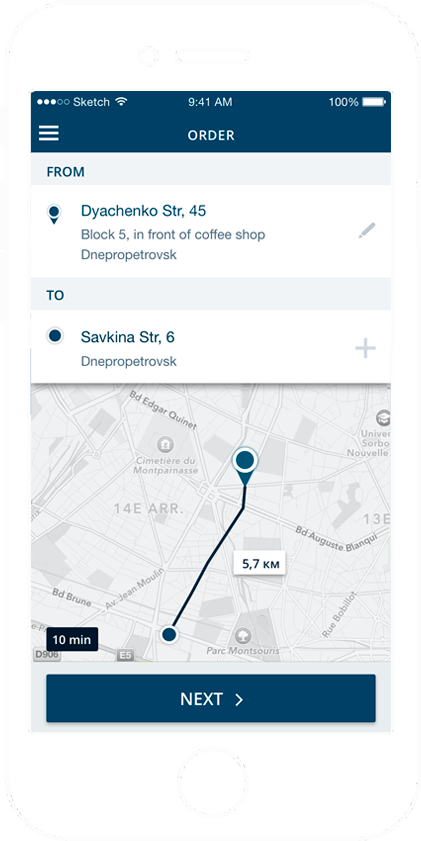 Sketch 9:41 AM 100%
ORDER
FROM
Dyachenko Str, 45
Block 5, in front of coffee shop
Dnepropetrovsk
TO
Savkina Str, 6
Dnepropetrovsk
Bd Edgar Quinet
Cimetière du
Montparnasse
Univer
Sorbo
Nouvelle
14E ARR.
13E
Bd Auguste Blanqui
5,7 км
Av. Jean Moulin
Bd Brune
Rue Bobillot
10 min
Parc Montsouris
D906
E5
NEXT